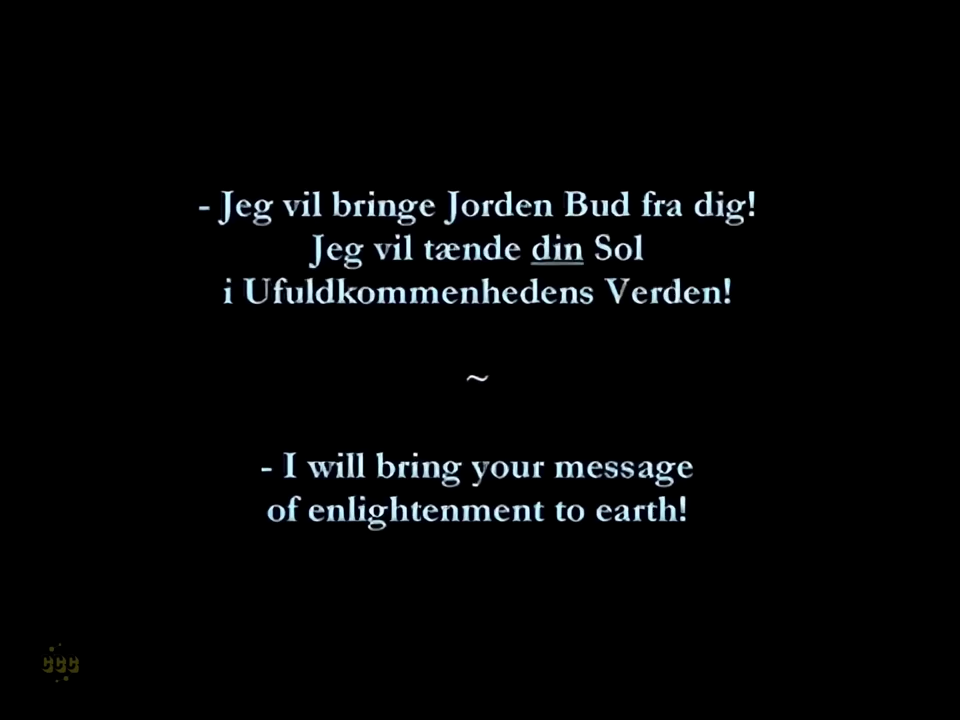 - Jeg vil bringe Jorden Bud fra dig!
Jeg vil tænde din Sol
i Ufuldkommenhedens Verden!
~
- I will bring your message
of enlightenment to earth!
CCC